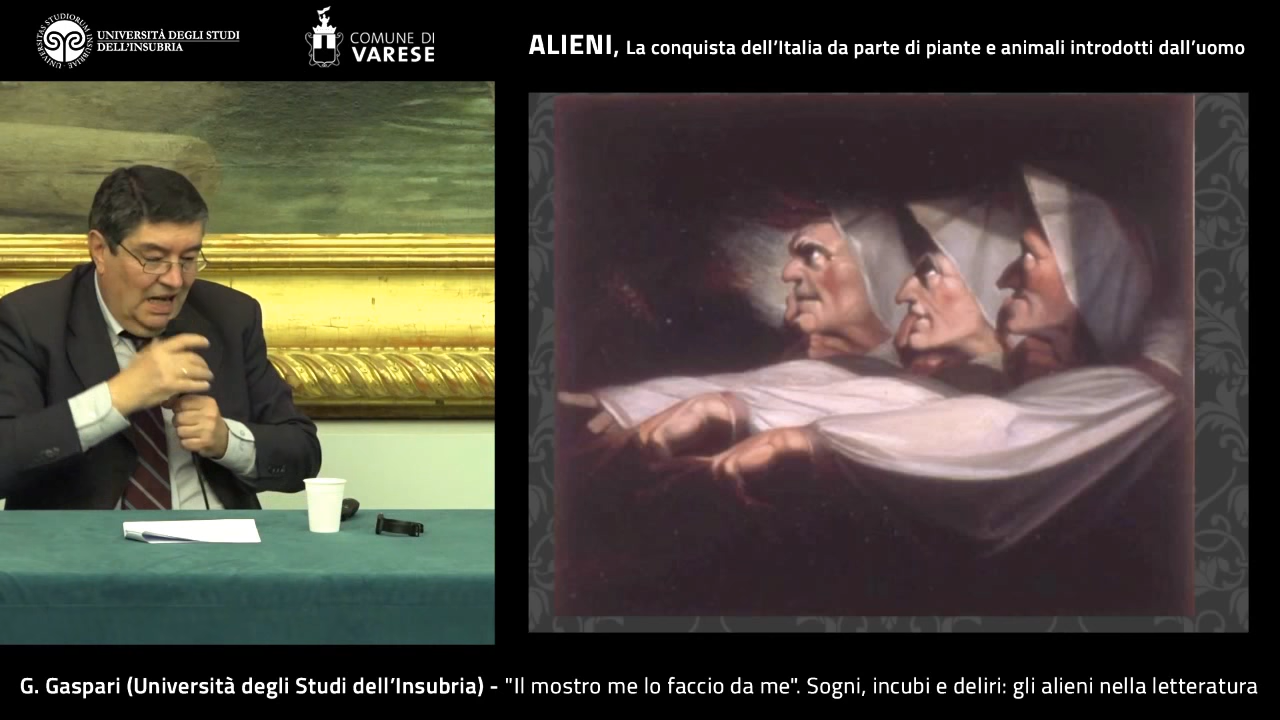 UNIVERSITÀ DEGLI STUDI
DELL'INSUBRIA
COMUNE DI
VARESE
ALIENI, La conquista dell'Italia da parte di piante e animali introdotti dall'uomo
G. Gaspari (Università degli Studi dell'Insubria) - "Il mostro me lo faccio da me". Sogni, incubi e deliri: gli alieni nella letteratura